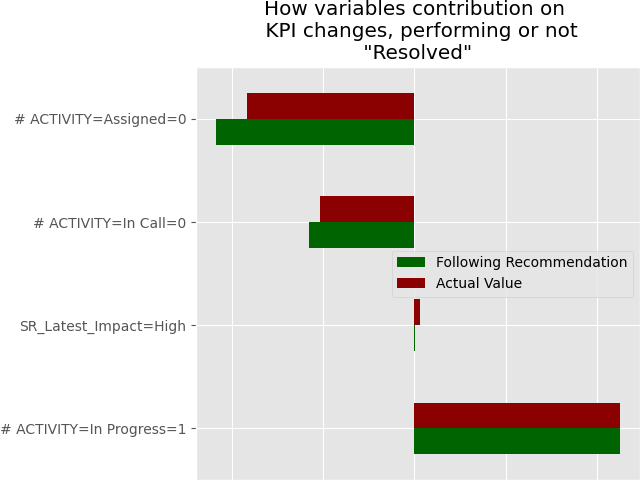 How variables contribution on
KPI changes, performing or not
"Resolved"
# ACTIVITY=Assigned=0
# ACTIVITY=In Call=0
Following Recommendation
Actual Value
SR_Latest_Impact=High
# ACTIVITY=In Progress=1